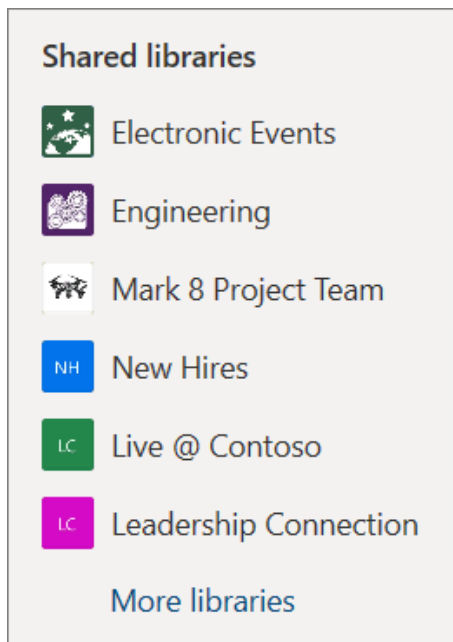 Shared libraries
Electronic Events
Engineering
Mark 8 Project Team
NH New Hires
LC Live @ Contoso
LC Leadership Connection
More libraries